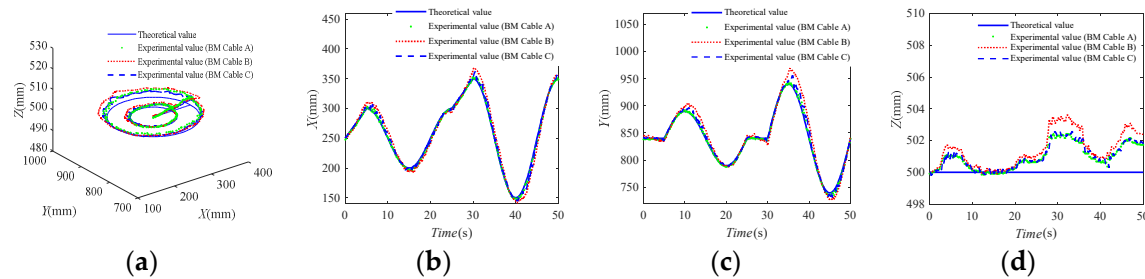 Theoretical value
Experimental value (BM Cable A)
Experimental value (BM Cable B)
Experimental value (BM Cable C)
530
520
510
500
490
480
Z(mm)
1000
900
800
700
Y(mm)
100
200
300
400
X(mm)
(a)
Theoretical value
Experimental value (BM Cable A)
Experimental value (BM Cable B)
Experimental value (BM Cable C)
450
400
350
300
250
200
150
X(mm)
0 10 20 30 40 50
Time(s)
(b)
Theoretical value
Experimental value (BM Cable A)
Experimental value (BM Cable B)
Experimental value (BM Cable C)
1050
1000
950
900
850
800
750
Y(mm)
0 10 20 30 40 50
Time(s)
(c)
Theoretical value
Experimental value (BM Cable A)
Experimental value (BM Cable B)
Experimental value (BM Cable C)
510
508
506
504
502
500
498
Z(mm)
0 10 20 30 40 50
Time(s)
(d)